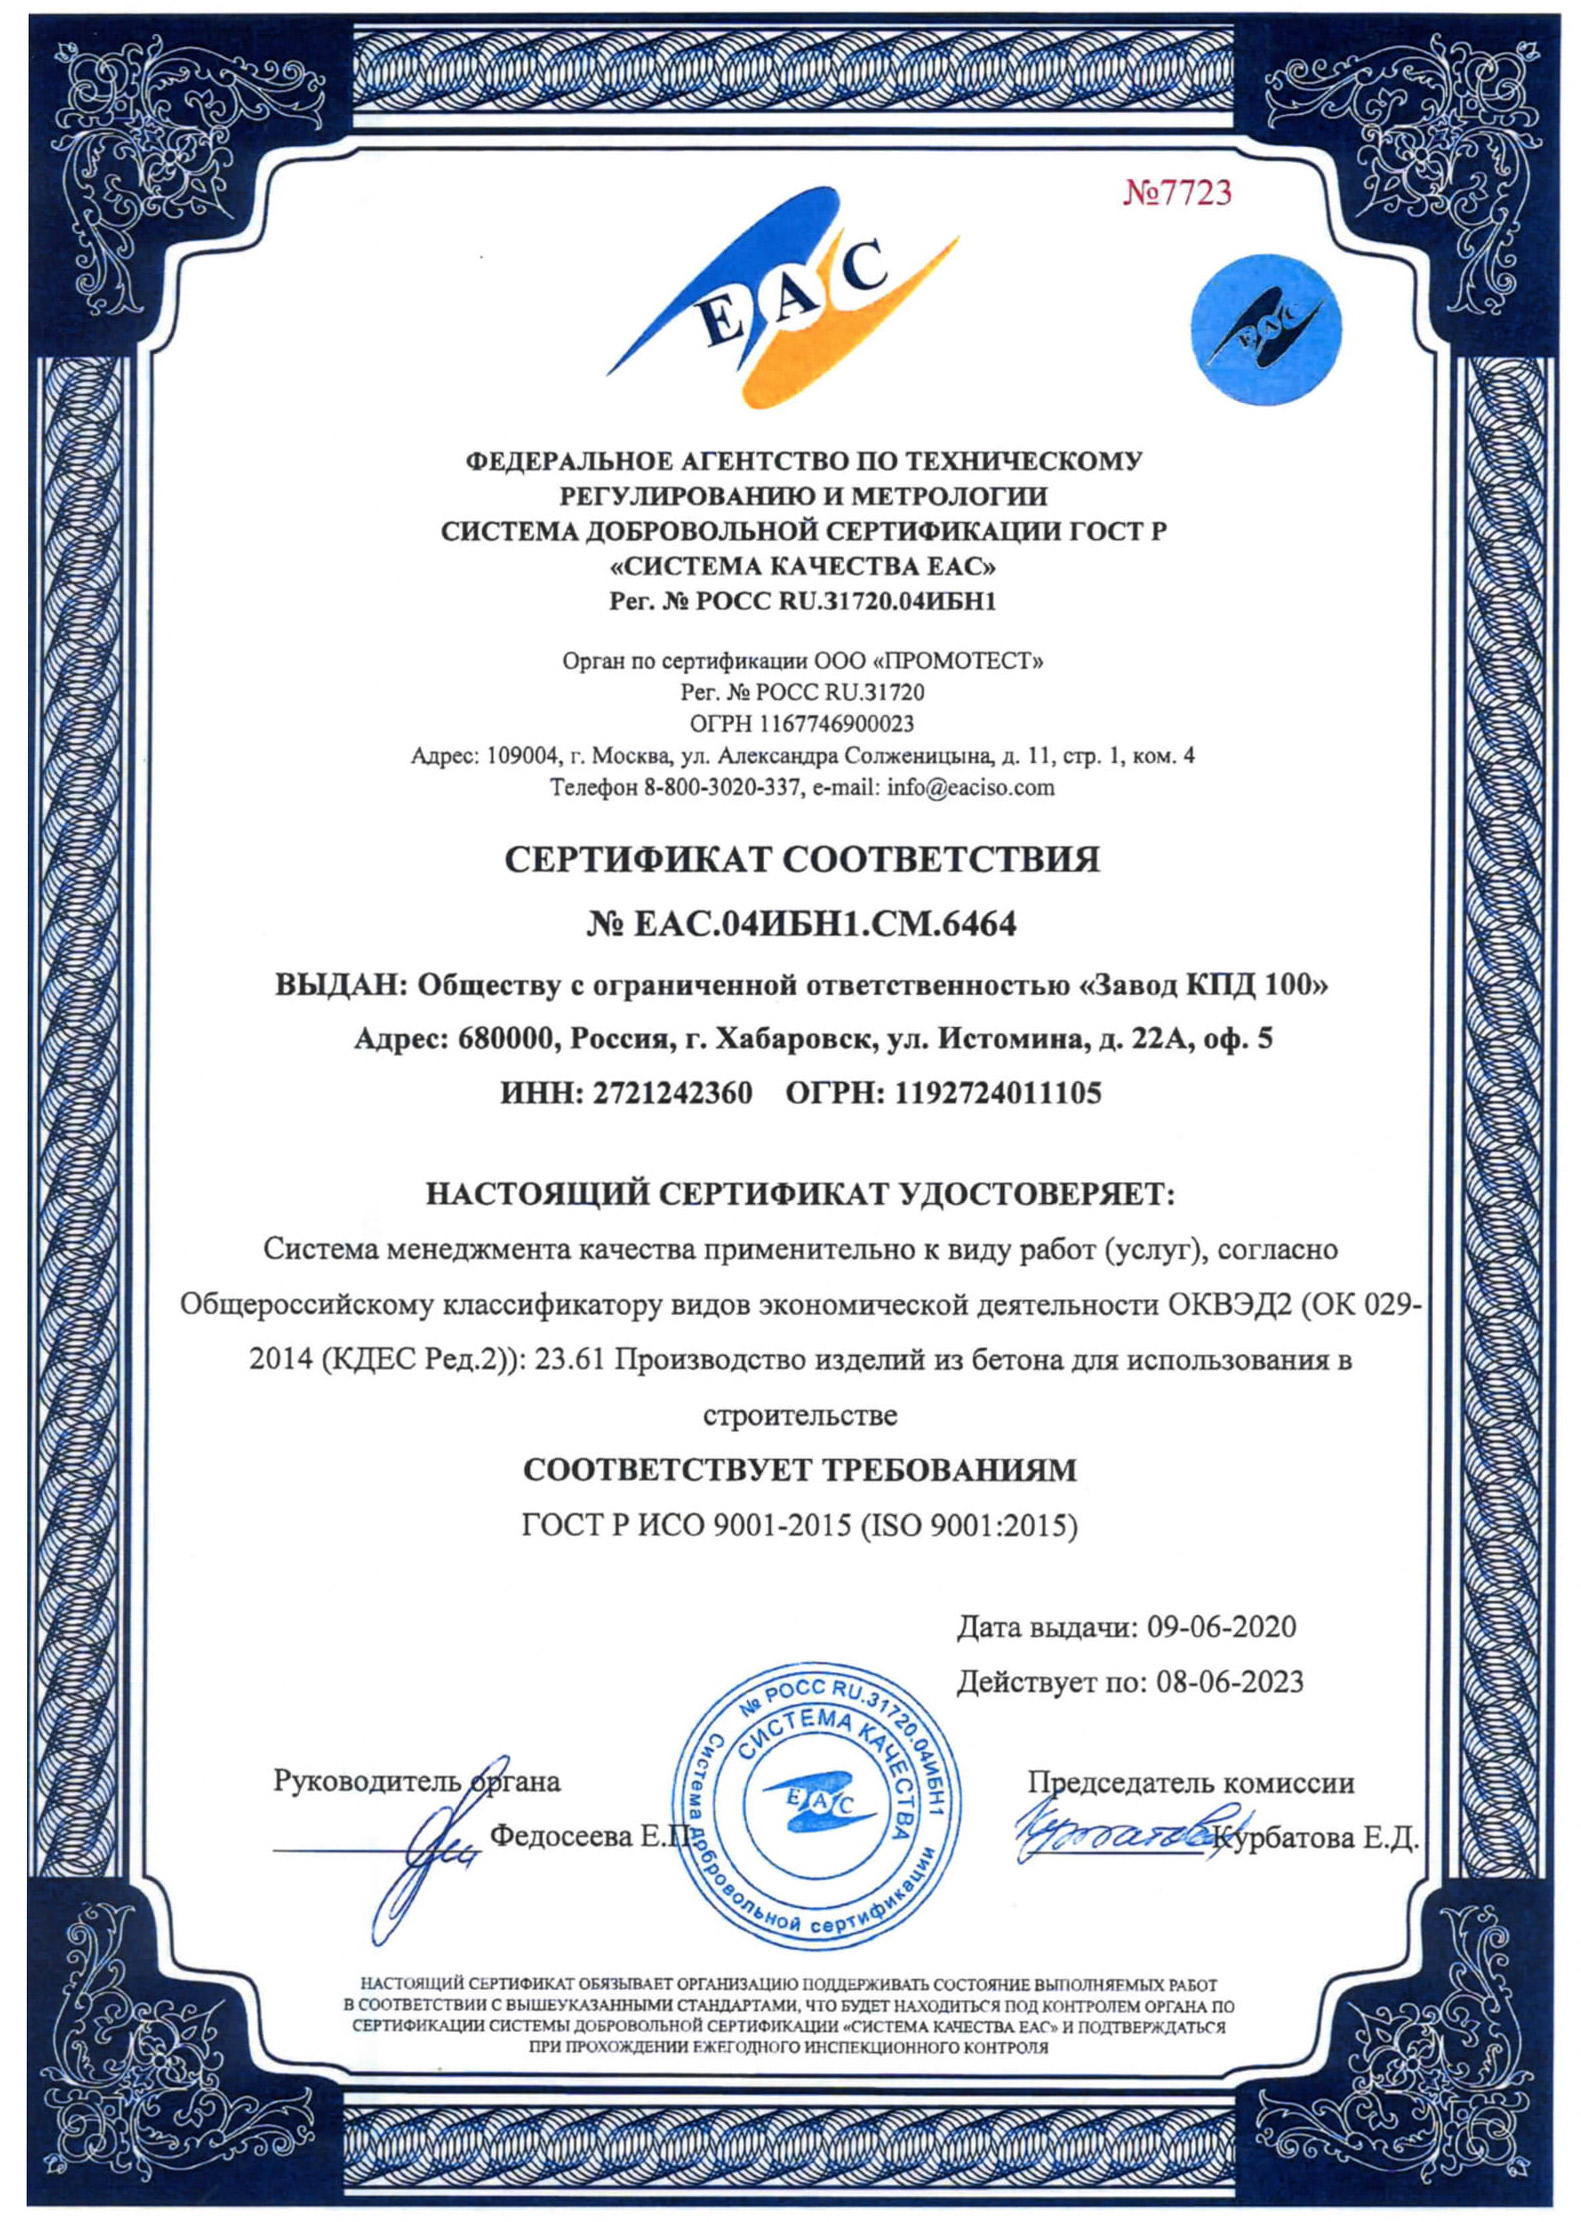 №7723
ЕАС
ЕАС
ФЕДЕРАЛЬНОЕ АГЕНТСТВО ПО ТЕХНИЧЕСКОМУ
РЕГУЛИРОВАНИЮ И МЕТРОЛОГИИ
СИСТЕМА ДОБРОВОЛЬНОЙ СЕРТИФИКАЦИИ ГОСТ Р
«СИСТЕМА КАЧЕСТВА ЕАС»
Рег. № РОСС RU.31720.04ИБН1
Орган по сертификации ООО «ПРОМОТЕСТ»
Рег. № РОСС RU.31720
ОГРН 1167746900023
Адрес: 109004, г. Москва, ул. Александра Солженицына, д. 11, стр. 1, ком. 4
Телефон 8-800-3020-337, e-mail: info@eaciso.com
СЕРТИФИКАТ СООТВЕТСТВИЯ
№ ЕАС.04ИБН1.СМ.6464
ВЫДАН: Обществу с ограниченной ответственностью «Завод КПД 100»
Адрес: 680000, Россия, г. Хабаровск, ул. Истомина, д. 22А, оф. 5
ИНН: 2721242360 ОГРН: 1192724011105
НАСТОЯЩИЙ СЕРТИФИКАТ УДОСТОВЕРЯЕТ:
Система менеджмента качества применительно к виду работ (услуг), согласно
Общероссийскому классификатору видов экономической деятельности ОКВЭД2 (ОК 029-
2014 (КДЕС Ред.2)): 23.61 Производство изделий из бетона для использования в
строительстве
СООТВЕТСТВУЕТ ТРЕБОВАНИЯМ
ГОСТ Р ИСО 9001-2015 (ISO 9001:2015)
Дата выдачи: 09-06-2020
Действует по: 08-06-2023
№ РОСС RU.31720.04ИБН1
СИСТЕМА КАЧЕСТВА
ЕАС
Система добровольной сертификации
Руководитель органа
Федосеева Е.П.
Председатель комиссии
Курбатова Е.Д.
НАСТОЯЩИЙ СЕРТИФИКАТ ОБЯЗЫВАЕТ ОРГАНИЗАЦИЮ ПОДДЕРЖИВАТЬ СОСТОЯНИЕ ВЫПОЛНЯЕМЫХ РАБОТ
В СООТВЕТСТВИИ С ВЫШЕУКАЗАННЫМИ СТАНДАРТАМИ, ЧТО БУДЕТ НАХОДИТЬСЯ ПОД КОНТРОЛЕМ ОРГАНА ПО
СЕРТИФИКАЦИИ СИСТЕМЫ ДОБРОВОЛЬНОЙ СЕРТИФИКАЦИИ «СИСТЕМА КАЧЕСТВА ЕАС» И ПОДТВЕРЖДАТЬСЯ
ПРИ ПРОХОЖДЕНИИ ЕЖЕГОДНОГО ИНСПЕКЦИОННОГО КОНТРОЛЯ